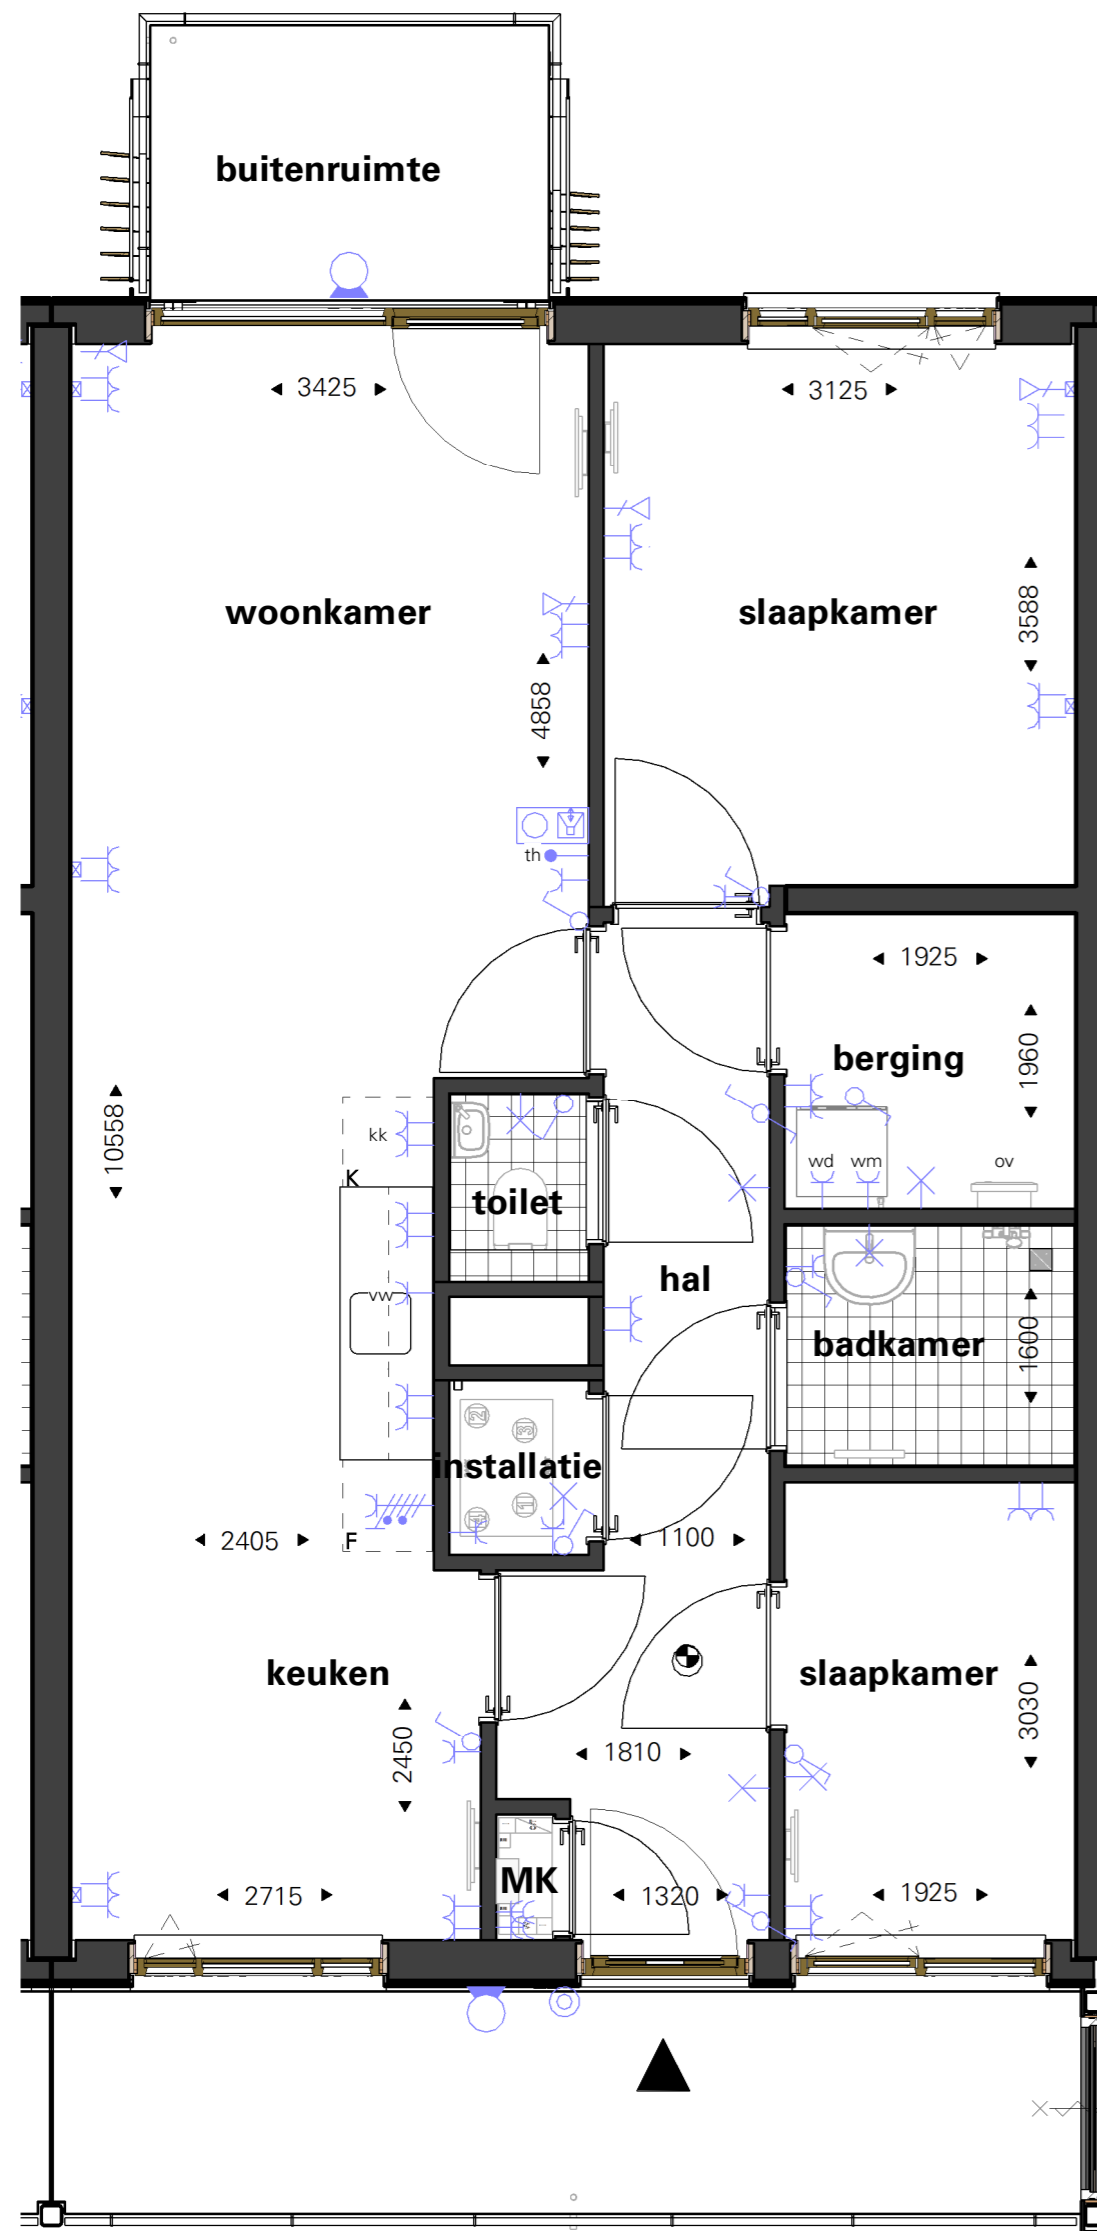 buitenruimte
3425
3125
woonkamer
slaapkamer
3588
4858
th
1925
berging
1960
10558
kk
K
toilet
wd
wm
ov
hal
vw
badkamer
1600
installatie
2405
F
1100
keuken
slaapkamer
3030
2450
1810
MK
2715
1320
1925